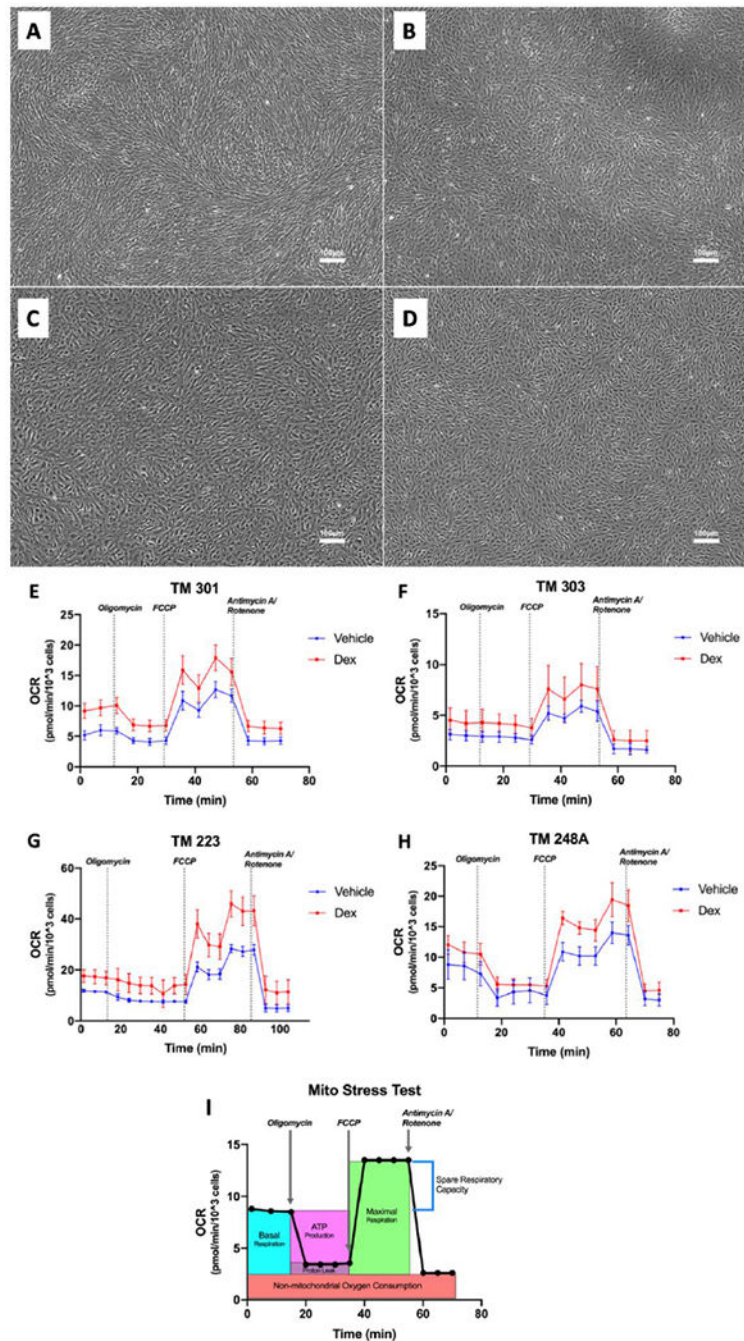 A
B
100µm
100µm
C
D
100µm
100µm
E
TM 301
Oligomycin
FCCP
Antimycin A/
Rotenone
25
20
15
10
5
0
OCR
(pmol/min/10^3 cells)
Vehicle
Dex
0
20
40
60
80
Time (min)
F
TM 303
Oligomycin
FCCP
Antimycin A/
Rotenone
15
10
5
0
OCR
(pmol/min/10^3 cells)
Vehicle
Dex
0
20
40
60
80
Time (min)
G
TM 223
Oligomycin
FCCP
Antimycin A/
Rotenone
60
40
20
0
OCR
(pmol/min/10^3 cells)
Vehicle
Dex
0
20
40
60
80
100
Time (min)
H
TM 248A
Oligomycin
FCCP
Antimycin A/
Rotenone
25
20
15
10
5
0
OCR
(pmol/min/10^3 cells)
Vehicle
Dex
0
20
40
60
80
Time (min)
I
Mito Stress Test
Oligomycin
FCCP
Antimycin A/
Rotenone
15
10
5
0
OCR
(pmol/min/10^3 cells)
Basal
Respiration
ATP
Production
Proton Leak
Maximal
Respiration
Spare Respiratory
Capacity
Non-mitochondrial Oxygen Consumption
0
20
40
60
80
Time (min)